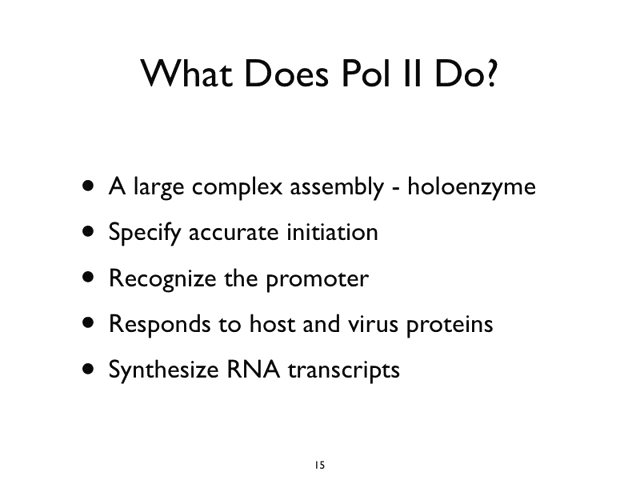 What Does Pol II Do?
• A large complex assembly - holoenzyme
• Specify accurate initiation
• Recognize the promoter
• Responds to host and virus proteins
• Synthesize RNA transcripts
15